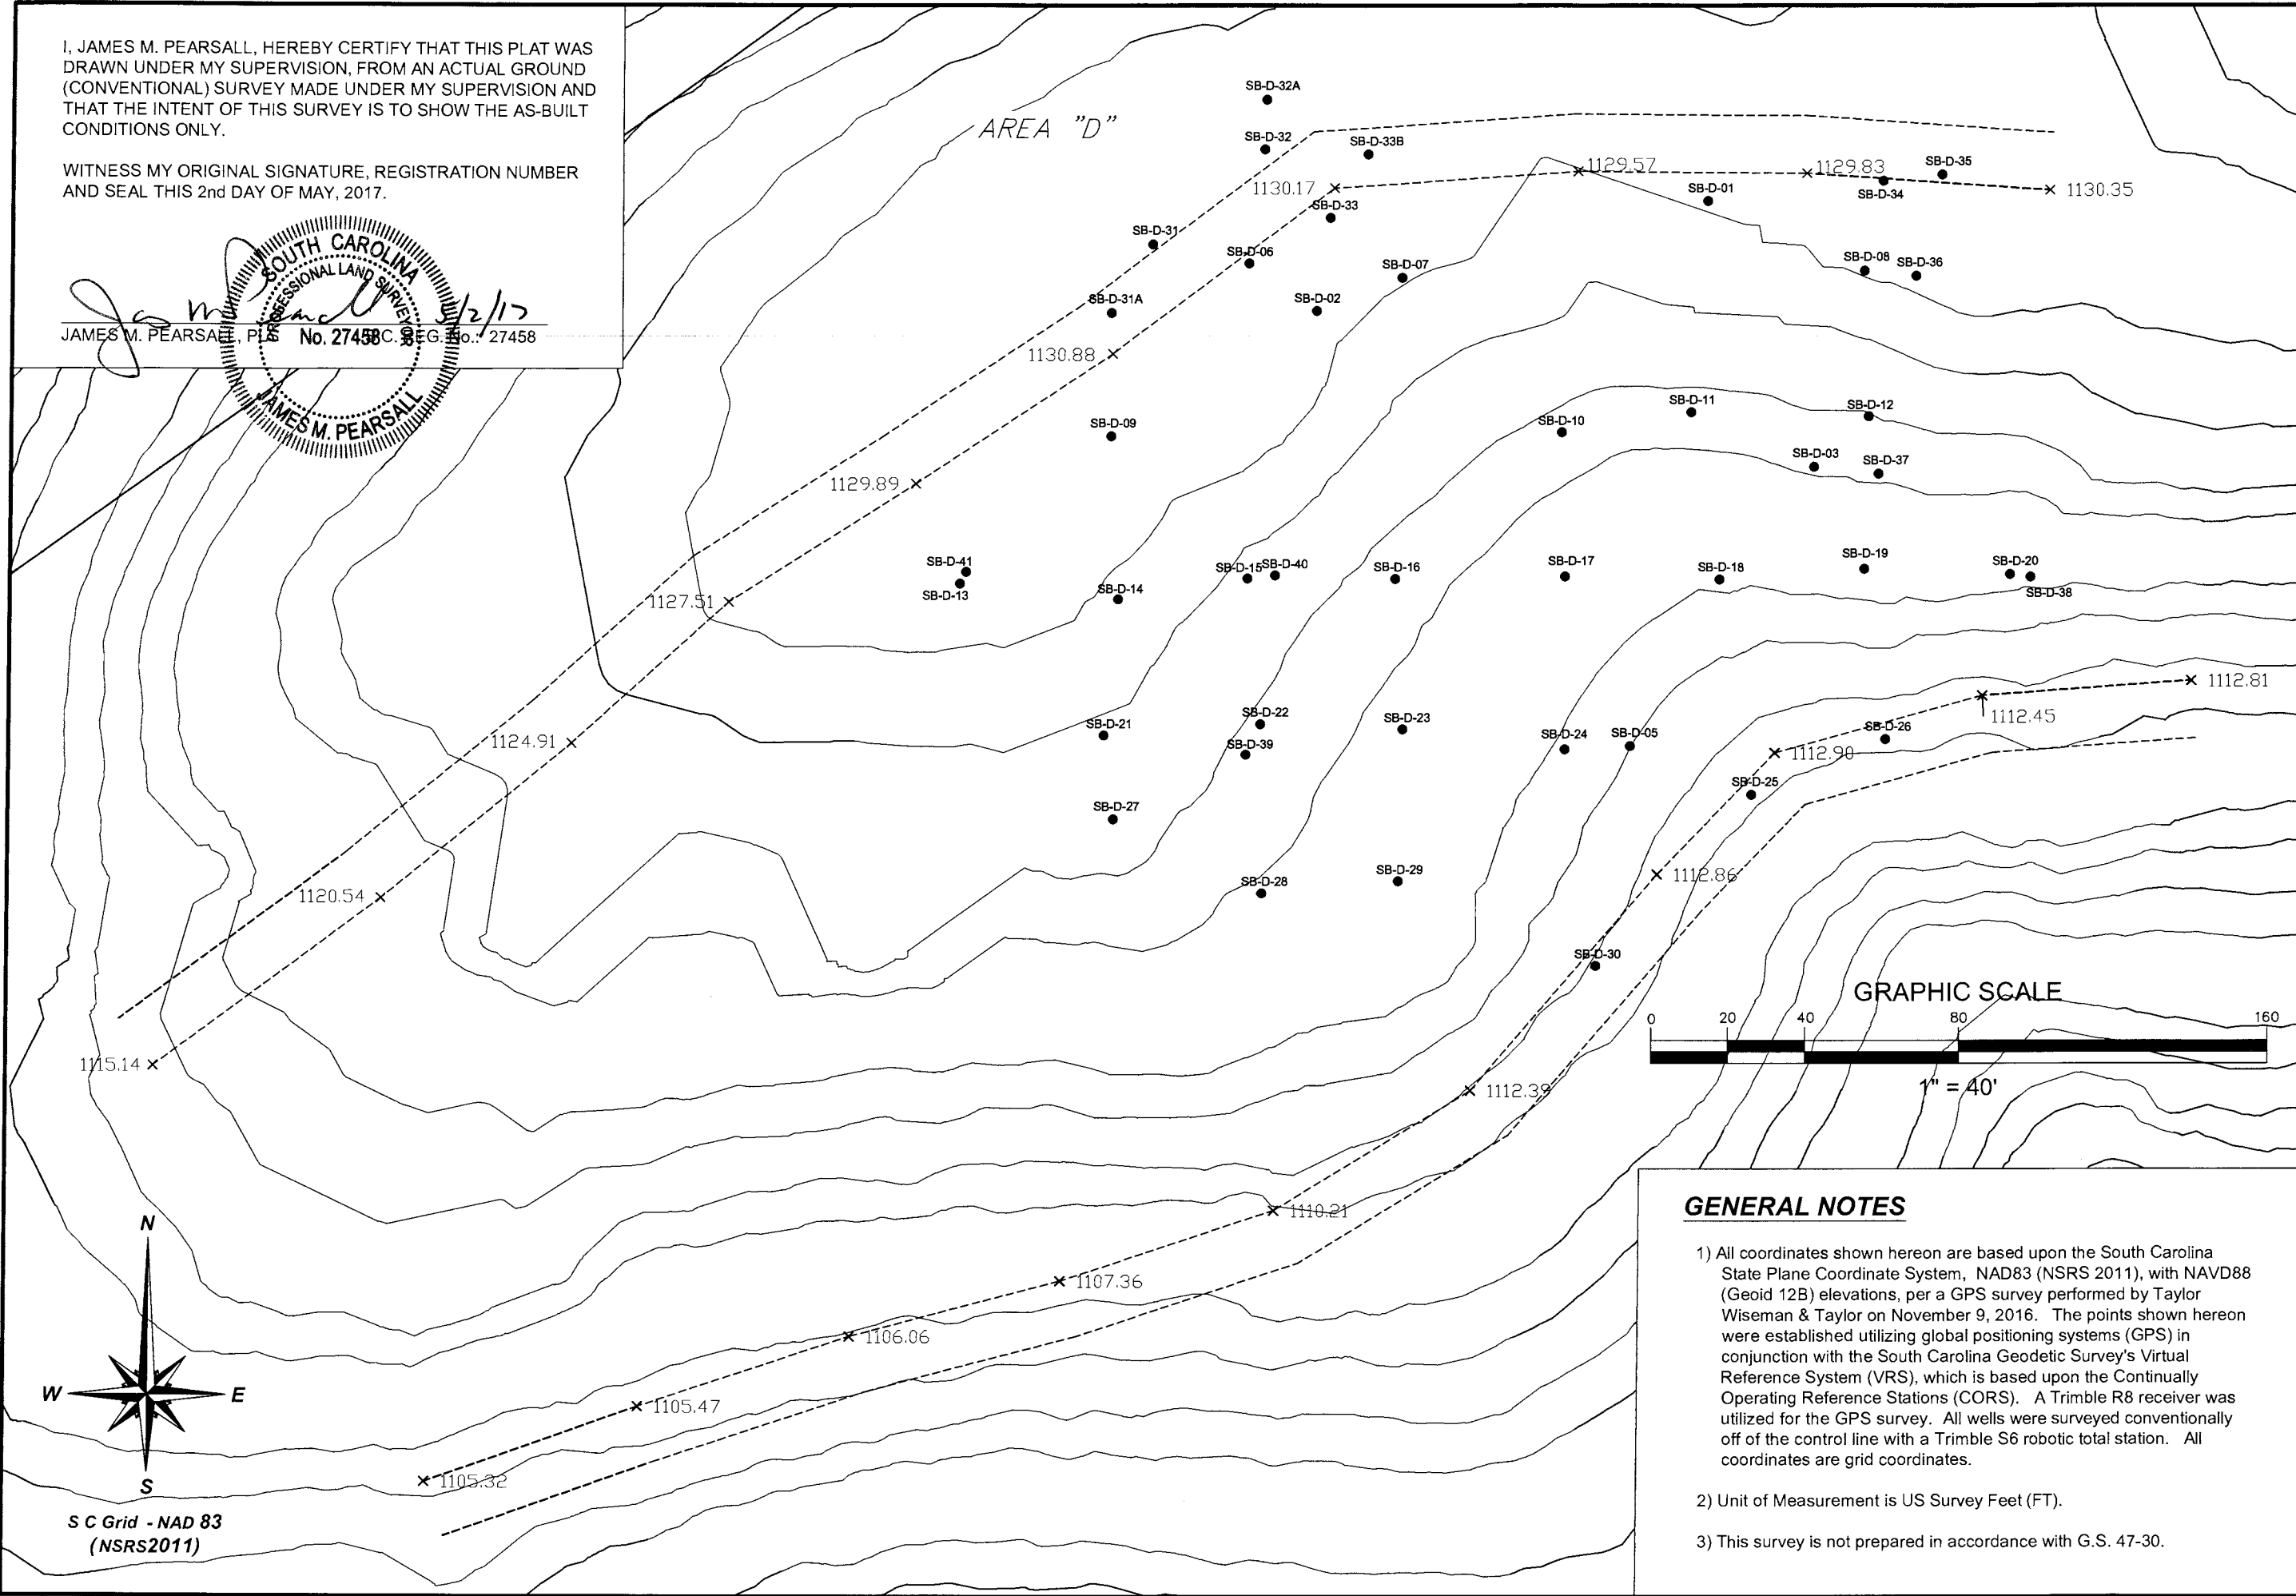 I, JAMES M. PEARSALL, HEREBY CERTIFY THAT THIS PLAT WAS
DRAWN UNDER MY SUPERVISION, FROM AN ACTUAL GROUND
(CONVENTIONAL) SURVEY MADE UNDER MY SUPERVISION AND
THAT THE INTENT OF THIS SURVEY IS TO SHOW THE AS-BUILT
CONDITIONS ONLY.
WITNESS MY ORIGINAL SIGNATURE, REGISTRATION NUMBER
AND SEAL THIS 2nd DAY OF MAY, 2017.
SOUTH CAROLINA
PROFESSIONAL LAND SURVEYOR
No. 27458
JAMES M. PEARSALL
5/2/17
JAMES M. PEARSALL, REG. No.: 27458
AREA "D"
SB-D-32A
SB-D-32
SB-D-33B
1129.57
1129.83
SB-D-35
1130.17
SB-D-01
SB-D-34
1130.35
SB-D-33
SB-D-31
SB-D-06
SB-D-07
SB-D-08
SB-D-36
SB-D-31A
SB-D-02
1130.88
SB-D-09
SB-D-10
SB-D-11
SB-D-12
SB-D-03
SB-D-37
1129.89
SB-D-41
SB-D-13
SB-D-14
SB-D-15
SB-D-40
SB-D-16
SB-D-17
SB-D-18
SB-D-19
SB-D-20
SB-D-38
1127.51
1112.81
1112.45
SB-D-21
SB-D-22
SB-D-39
SB-D-23
SB-D-24
SB-D-05
SB-D-26
1124.91
1112.90
SB-D-25
SB-D-27
SB-D-28
SB-D-29
1112.86
1120.54
SB-D-30
GRAPHIC SCALE
0 20 40 80 160
1" = 40'
1115.14
1112.39
1110.21
1107.36
1106.06
1105.47
1105.32
N
W E
S
S C Grid - NAD 83
(NSRS2011)
GENERAL NOTES
1) All coordinates shown hereon are based upon the South Carolina
State Plane Coordinate System, NAD83 (NSRS 2011), with NAVD88
(Geoid 12B) elevations, per a GPS survey performed by Taylor
Wiseman & Taylor on November 9, 2016. The points shown hereon
were established utilizing global positioning systems (GPS) in
conjunction with the South Carolina Geodetic Survey's Virtual
Reference System (VRS), which is based upon the Continually
Operating Reference Stations (CORS). A Trimble R8 receiver was
utilized for the GPS survey. All wells were surveyed conventionally
off of the control line with a Trimble S6 robotic total station. All
coordinates are grid coordinates.
2) Unit of Measurement is US Survey Feet (FT).
3) This survey is not prepared in accordance with G.S. 47-30.